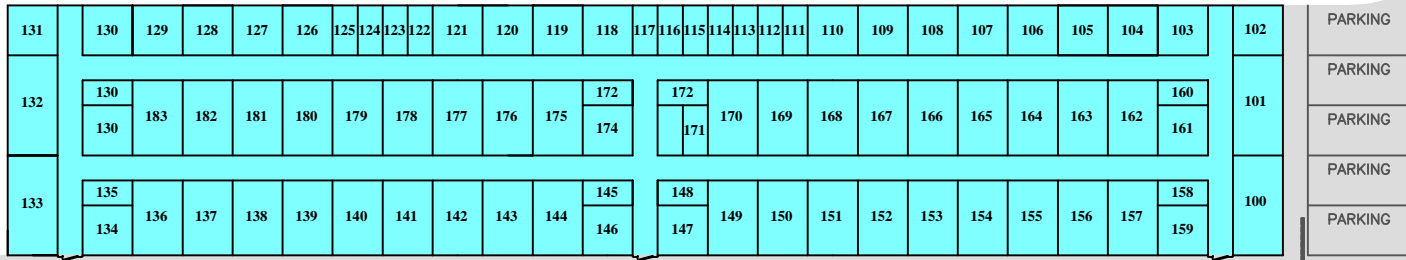 131 130 129 128 127 126 125 124 123 122 121 120 119 118 117 116 115 114 113 112 111 110 109 108 107 106 105 104 103 102 PARKING
PARKING
130 172 172 160
132 183 182 181 180 179 178 177 176 175 170 169 168 167 166 165 164 163 162 101
130 174 171 161 PARKING
PARKING
135 145 148 158
133 136 137 138 139 140 141 142 143 144 149 150 151 152 153 154 155 156 157 100
134 146 147 159 PARKING